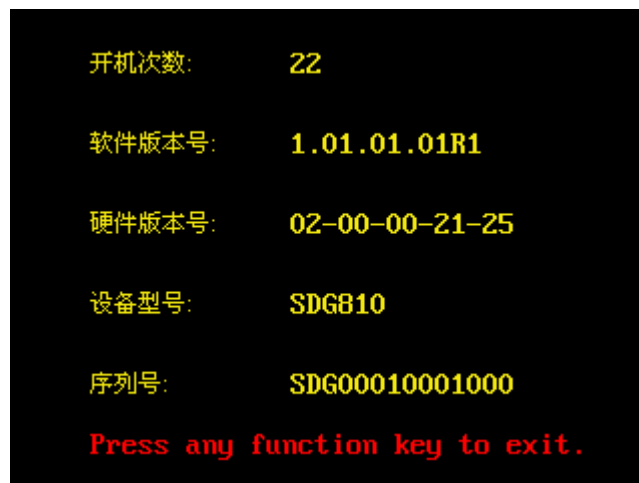 开机次数: 22
软件版本号: 1.01.01.01R1
硬件版本号: 02-00-00-21-25
设备型号: SDG810
序列号: SDG00010001000
Press any function key to exit.